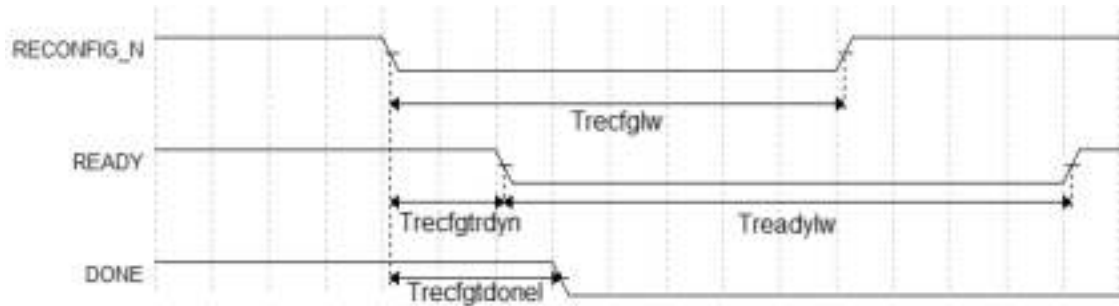 RECONFIG_N
Trecfglw
READY
Trecfgtrdyn
Treadylw
DONE
Trecfgtdonel